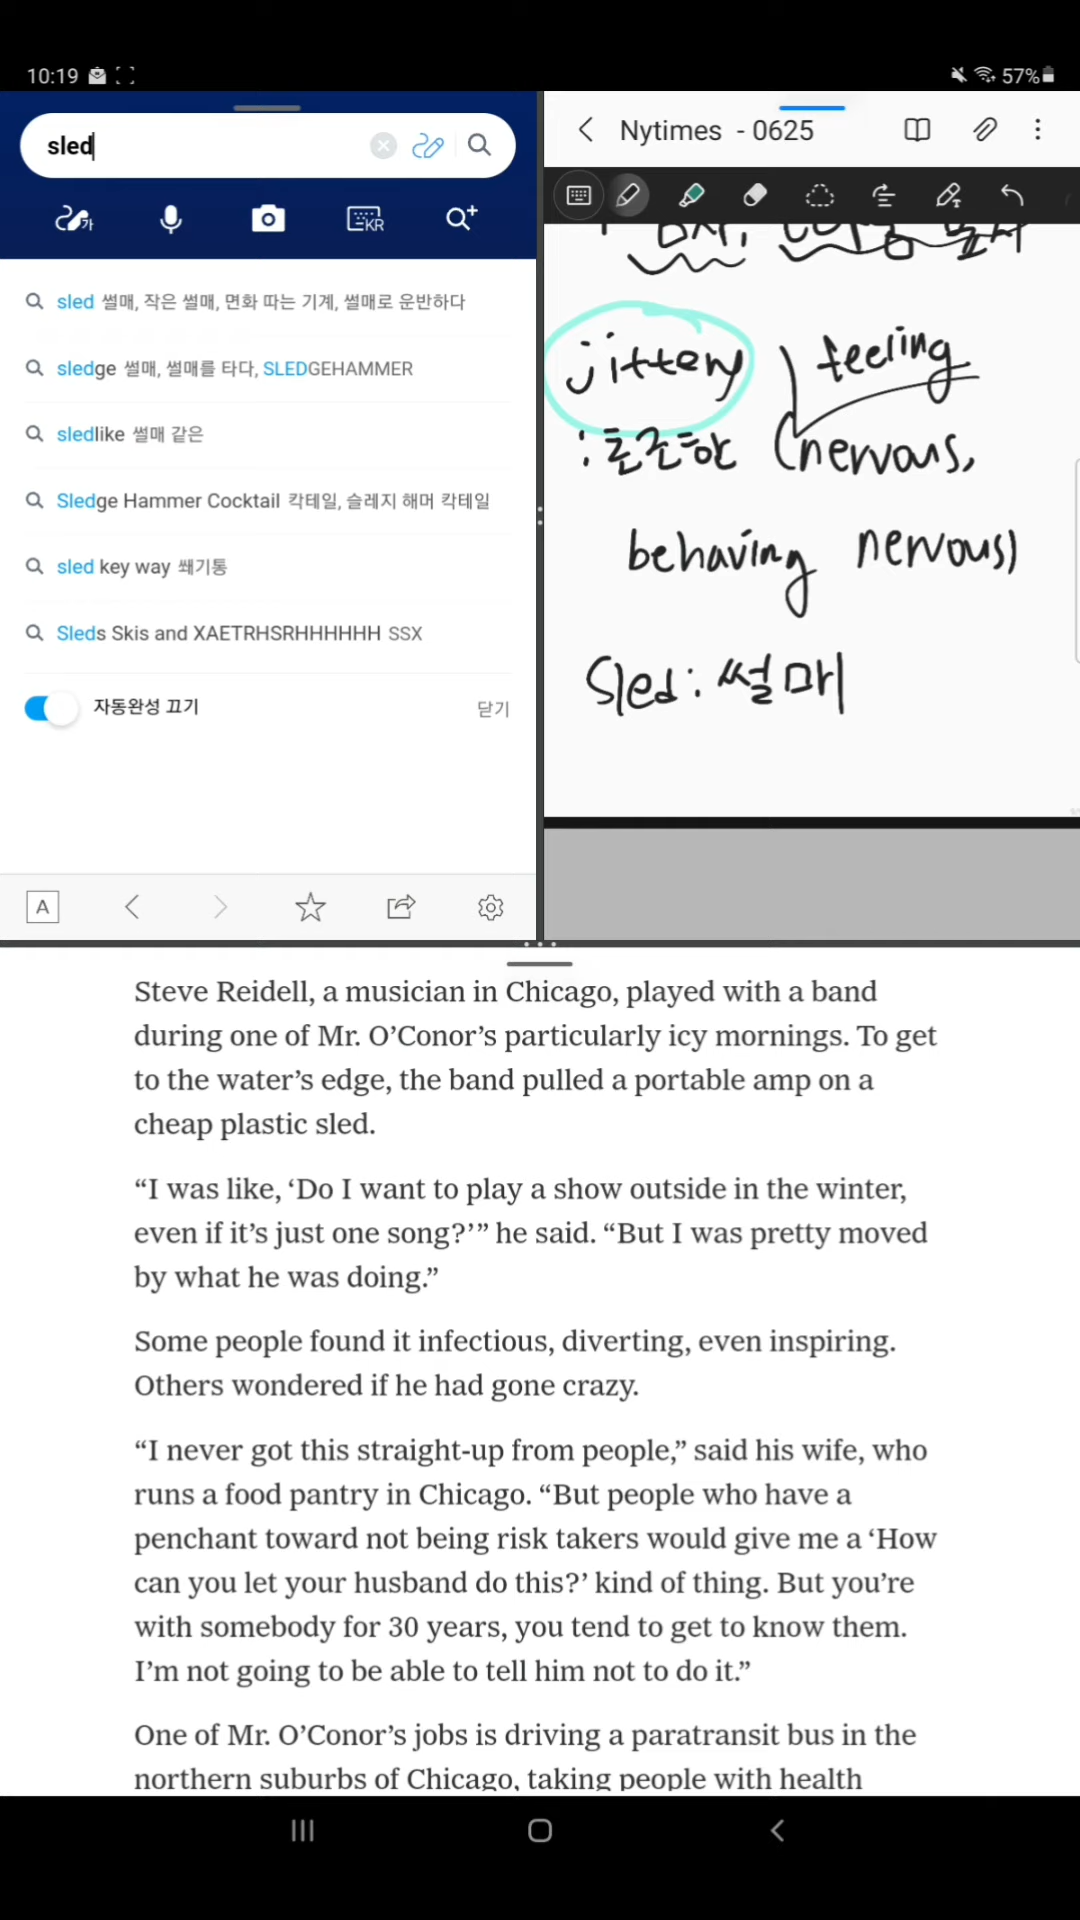 10:19
57%
sled
가
KR
sled 썰매, 작은 썰매, 면화 따는 기계, 썰매로 운반하다
sledge 썰매, 썰매를 타다, SLEDGEHAMMER
sledlike 썰매 같은
Sledge Hammer Cocktail 칵테일, 슬레지 해머 칵테일
sled key way 쐐기통
Sleds Skis and XAETRHSRHHHHHH SSX
자동완성 끄기
닫기
A
Nytimes - 0625
jittery feeling
: 초조한 (nervous,
behaving nervous)
Sled : 썰매
Steve Reidell, a musician in Chicago, played with a band
during one of Mr. O’Conor’s particularly icy mornings. To get
to the water’s edge, the band pulled a portable amp on a
cheap plastic sled.
“I was like, ‘Do I want to play a show outside in the winter,
even if it’s just one song?’” he said. “But I was pretty moved
by what he was doing.”
Some people found it infectious, diverting, even inspiring.
Others wondered if he had gone crazy.
“I never got this straight-up from people,” said his wife, who
runs a food pantry in Chicago. “But people who have a
penchant toward not being risk takers would give me a ‘How
can you let your husband do this?’ kind of thing. But you’re
with somebody for 30 years, you tend to get to know them.
I’m not going to be able to tell him not to do it.”
One of Mr. O’Conor’s jobs is driving a paratransit bus in the
northern suburbs of Chicago, taking people with health